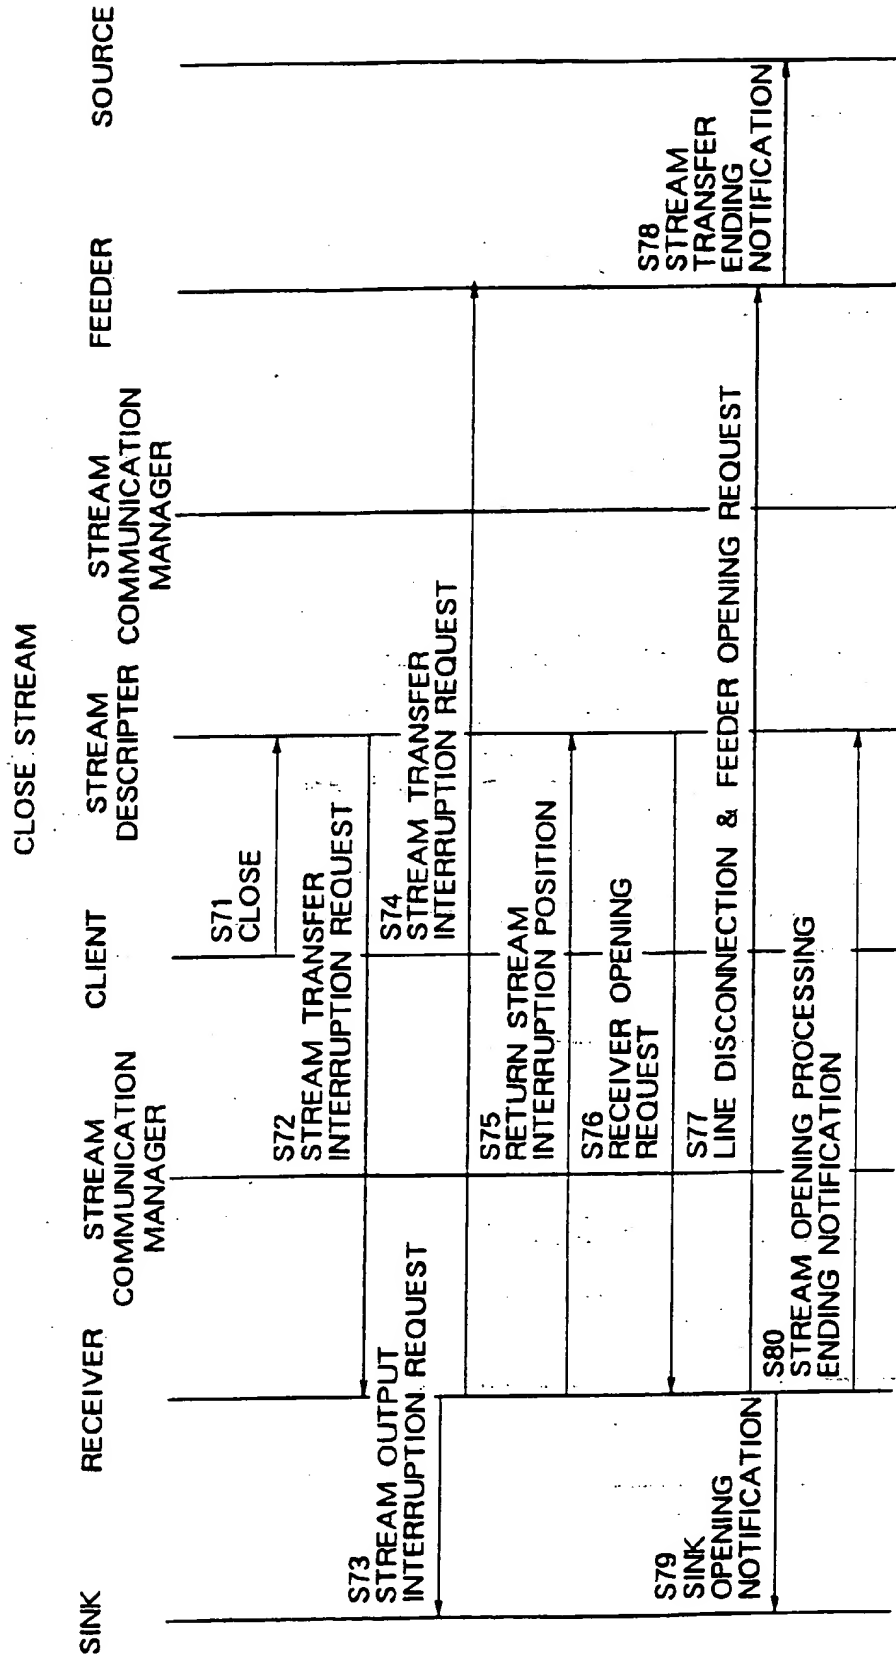 CLOSE STREAM
SINK
RECEIVER
STREAM
COMMUNICATION
MANAGER
CLIENT
STREAM
DESCRIPTER
STREAM
COMMUNICATION
MANAGER
FEEDER
SOURCE
S71
CLOSE
S72
STREAM TRANSFER
INTERRUPTION REQUEST
S73
STREAM OUTPUT
INTERRUPTION REQUEST
S74
STREAM TRANSFER
INTERRUPTION REQUEST
S75
RETURN STREAM
INTERRUPTION POSITION
S76
RECEIVER OPENING
REQUEST
S77
LINE DISCONNECTION & FEEDER OPENING REQUEST
S78
STREAM
TRANSFER
ENDING
NOTIFICATION
S79
SINK
OPENING
NOTIFICATION
S80
STREAM OPENING PROCESSING
ENDING NOTIFICATION